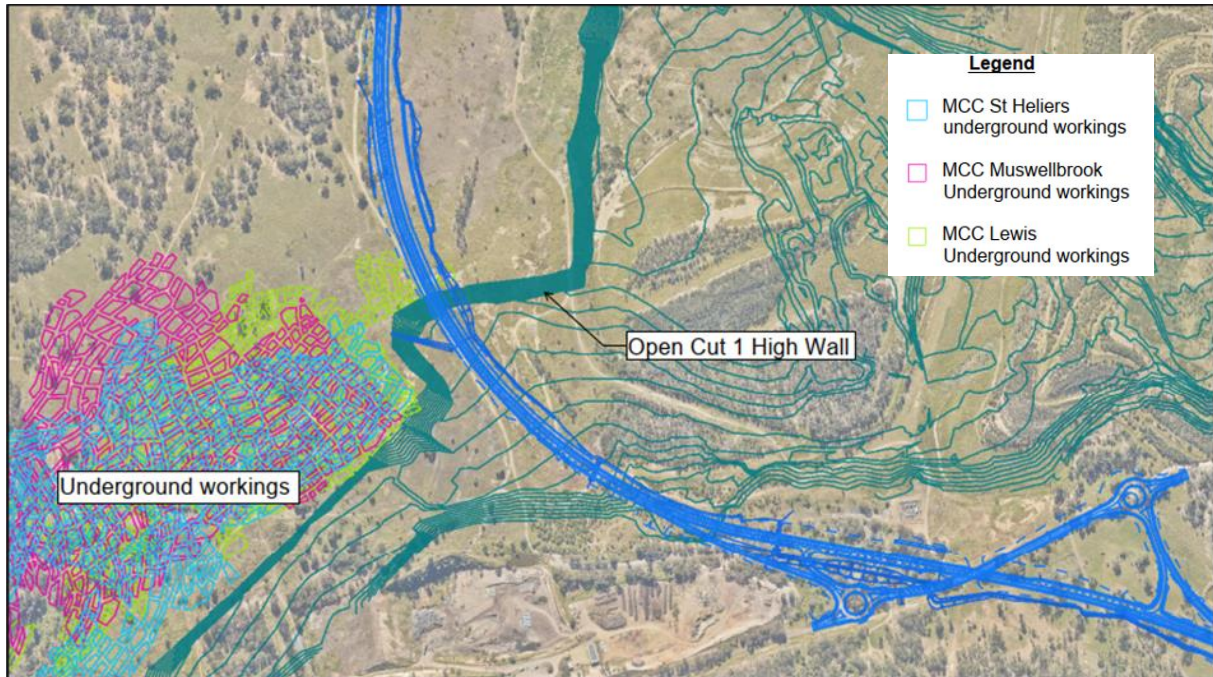 Legend
MCC St Heliers
underground workings
MCC Muswellbrook
Underground workings
MCC Lewis
Underground workings
Open Cut 1 High Wall
Underground workings